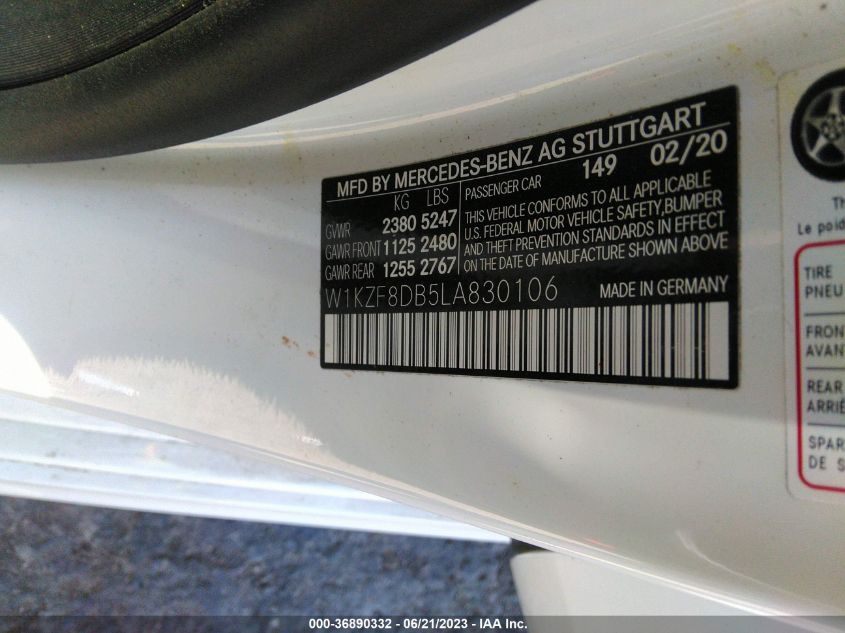 MFD BY MERCEDES-BENZ AG STUTTGART
KG LBS
GVWR 2380 5247
GAWR FRONT 1125 2480
GAWR REAR 1255 2767
PASSENGER CAR 149 02/20
THIS VEHICLE CONFORMS TO ALL APPLICABLE
U.S. FEDERAL MOTOR VEHICLE SAFETY, BUMPER
AND THEFT PREVENTION STANDARDS IN EFFECT
ON THE DATE OF MANUFACTURE SHOWN ABOVE
W1KZF8DB5LA830106 MADE IN GERMANY
Th
Le poid
TIRE
PNEU
FRON
AVAN
REAR
ARRIÈ
SPAR
DE S
000-36890332 / 06/21/2023 / IAA Inc.